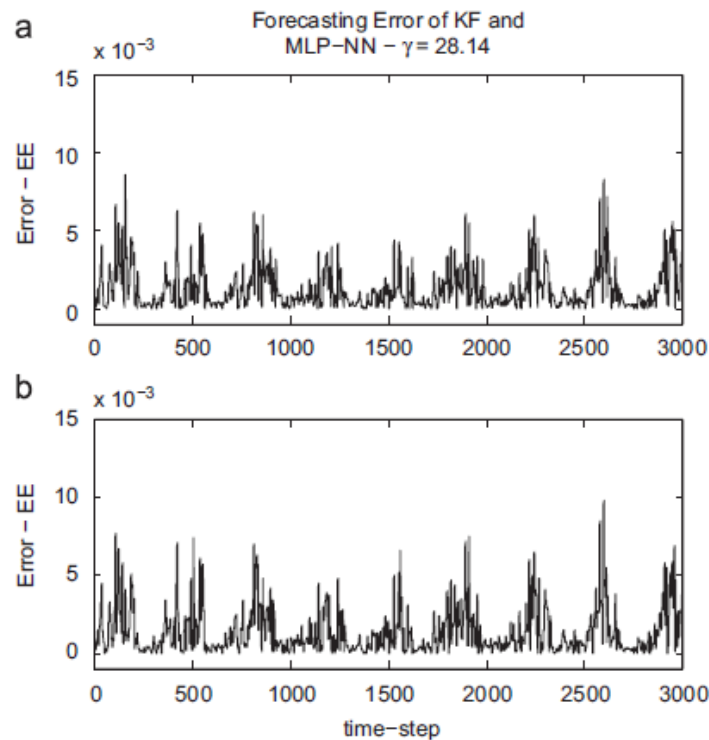 a
Forecasting Error of KF and
MLP−NN − γ = 28.14
x 10−3
15
10
5
0
Error − EE
0 500 1000 1500 2000 2500 3000
b
x 10−3
15
10
5
0
Error − EE
0 500 1000 1500 2000 2500 3000
time−step